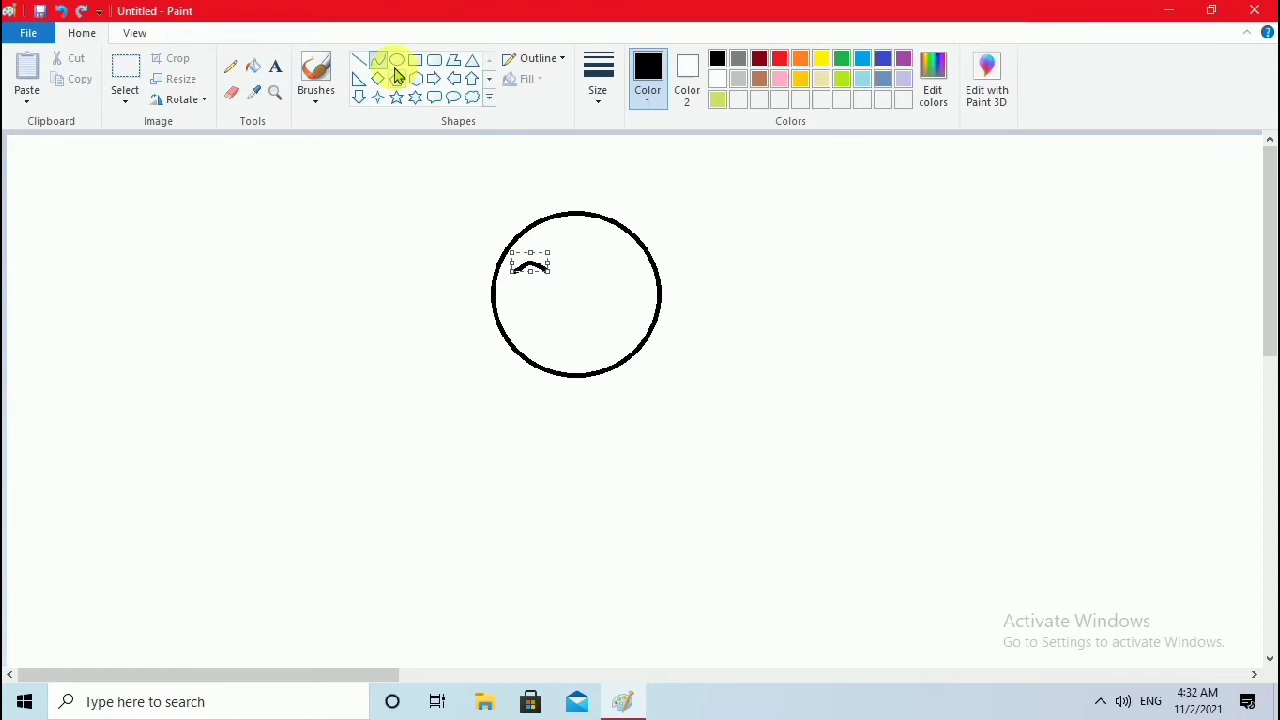 Untitled - Paint
File Home View
Paste
Cut
Copy
Clipboard
Select
Crop
Resize
Rotate
Image
A
Tools
Brushes
Shapes
Outline
Fill
Size
Color 1
Color 2
Edit colors
Colors
Edit with Paint 3D
Activate Windows
Go to Settings to activate Windows.
Type here to search
ENG
4:32 AM
11/2/2021